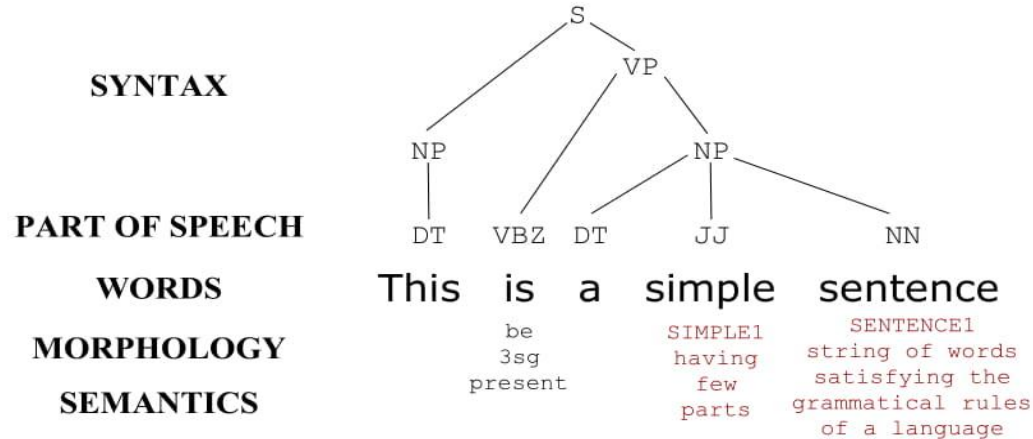 S
VP
SYNTAX
NP NP
PART OF SPEECH DT VBZ DT JJ NN
WORDS This is a simple sentence
MORPHOLOGY
SEMANTICS
be
3sg
present
SIMPLE1
having
few
parts
SENTENCE1
string of words
satisfying the
grammatical rules
of a language